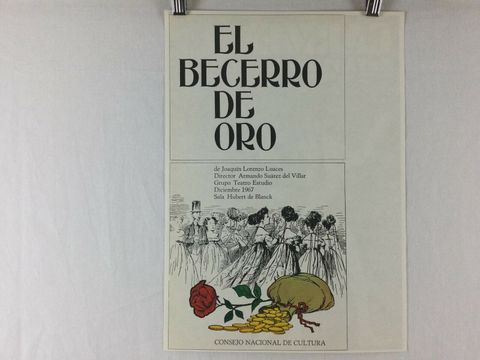 EL
BECERRO
DE
ORO
de Joaquín Lorenzo Luaces
Director Armando Suárez del Villar
Grupo Teatro Estudio
Diciembre 1967
Sala Hubert de Blanck
CONSEJO NACIONAL DE CULTURA